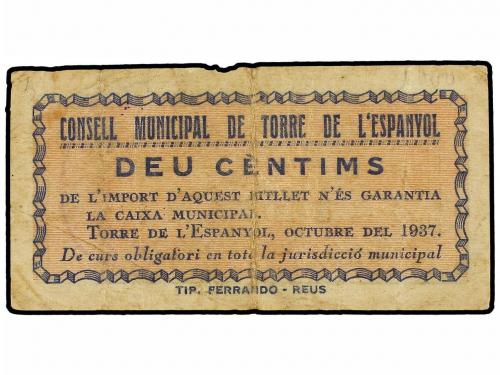 CONSELL MUNICIPAL DE TORRE DE L'ESPANYOL
DEU CÈNTIMS
DE L'IMPORT D'AQUEST BITLLET N'ÉS GARANTIA
LA CAIXA MUNICIPAL.
TORRE DE L'ESPANYOL, OCTUBRE DEL 1937.
De curs obligatori en tota la jurisdicció municipal
TIP. FERRANDO - REUS